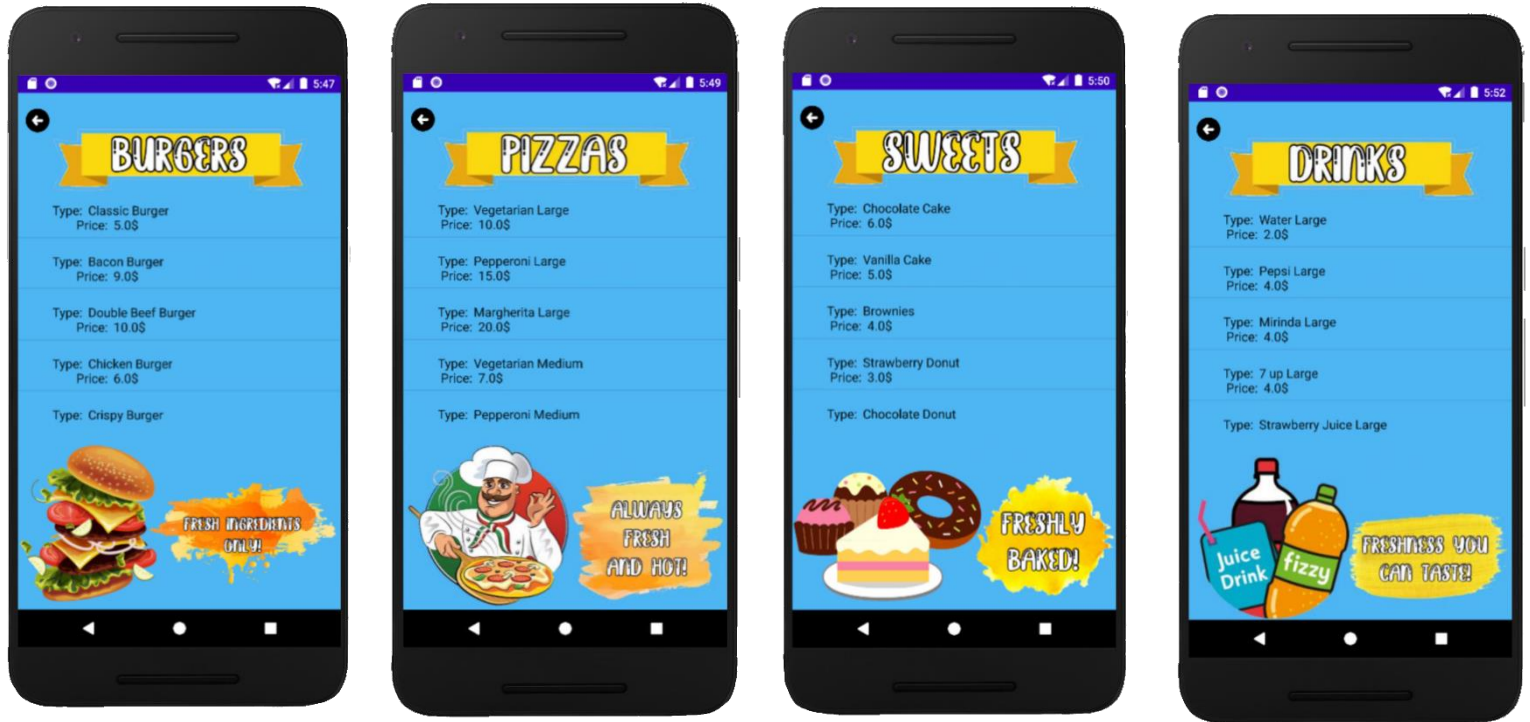 5:47
BURGERS
Type: Classic Burger
Price: 5.0$
Type: Bacon Burger
Price: 9.0$
Type: Double Beef Burger
Price: 10.0$
Type: Chicken Burger
Price: 6.0$
Type: Crispy Burger
FRESH INGREDIENTS
ONLY!
5:49
PIZZAS
Type: Vegetarian Large
Price: 10.0$
Type: Pepperoni Large
Price: 15.0$
Type: Margherita Large
Price: 20.0$
Type: Vegetarian Medium
Price: 7.0$
Type: Pepperoni Medium
ALWAYS
FRESH
AND HOT!
5:50
SWEETS
Type: Chocolate Cake
Price: 6.0$
Type: Vanilla Cake
Price: 5.0$
Type: Brownies
Price: 4.0$
Type: Strawberry Donut
Price: 3.0$
Type: Chocolate Donut
FRESHLY
BAKED!
5:52
DRINKS
Type: Water Large
Price: 2.0$
Type: Pepsi Large
Price: 4.0$
Type: Mirinda Large
Price: 4.0$
Type: 7 up Large
Price: 4.0$
Type: Strawberry Juice Large
Juice
Drink
fizzy
FRESHNESS YOU
CAN TASTE!